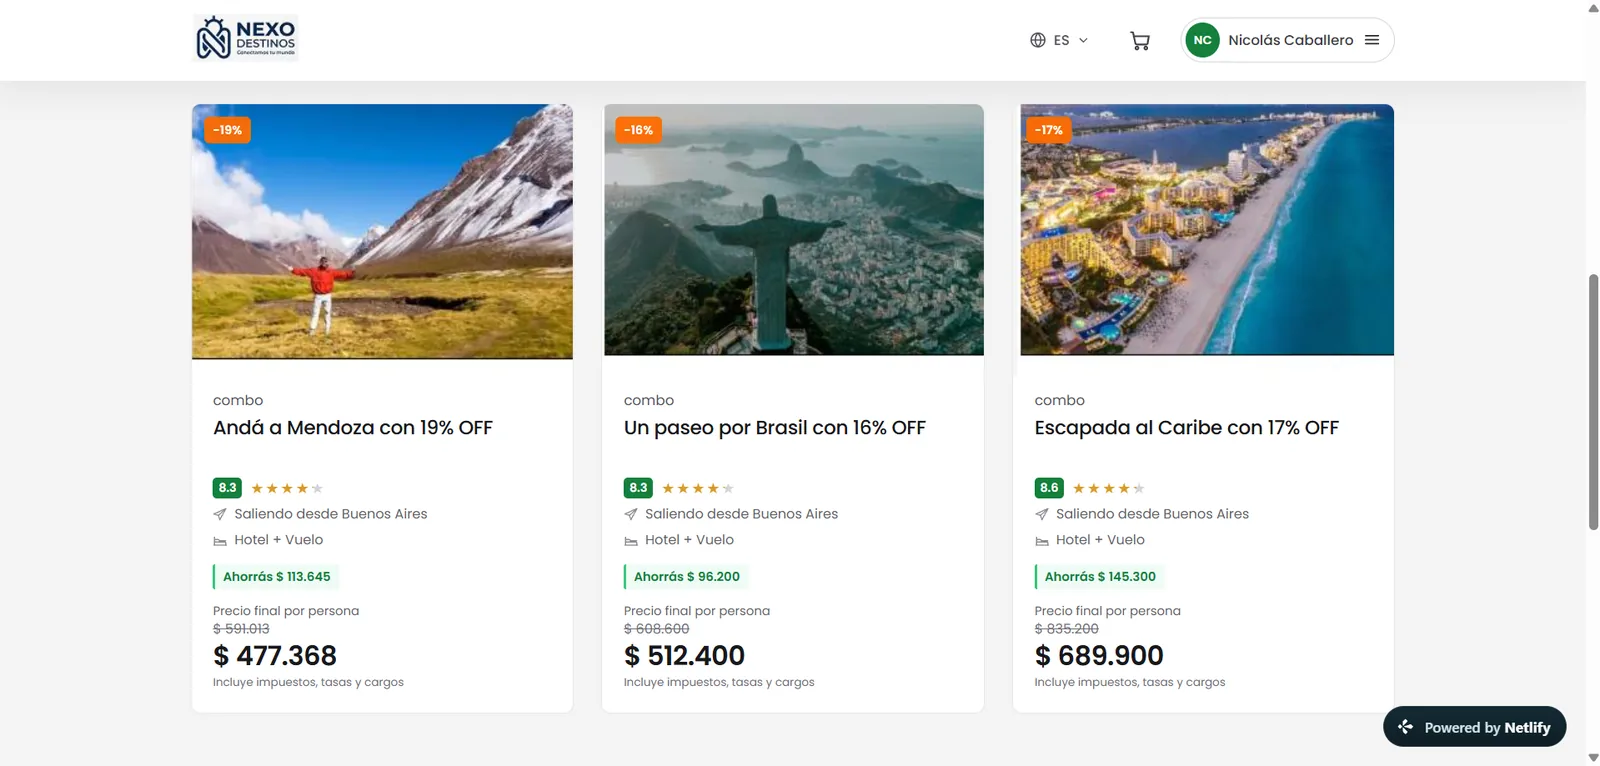 NEXO
DESTINOS
Conectamos tu mundo
ES
NC
Nicolás Caballero
-19%
combo
Andá a Mendoza con 19% OFF
8.3
Saliendo desde Buenos Aires
Hotel + Vuelo
Ahorrás $ 113.645
Precio final por persona
$ 591.013
$ 477.368
Incluye impuestos, tasas y cargos
-16%
combo
Un paseo por Brasil con 16% OFF
8.3
Saliendo desde Buenos Aires
Hotel + Vuelo
Ahorrás $ 96.200
Precio final por persona
$ 608.600
$ 512.400
Incluye impuestos, tasas y cargos
-17%
combo
Escapada al Caribe con 17% OFF
8.6
Saliendo desde Buenos Aires
Hotel + Vuelo
Ahorrás $ 145.300
Precio final por persona
$ 835.200
$ 689.900
Incluye impuestos, tasas y cargos
Powered by Netlify